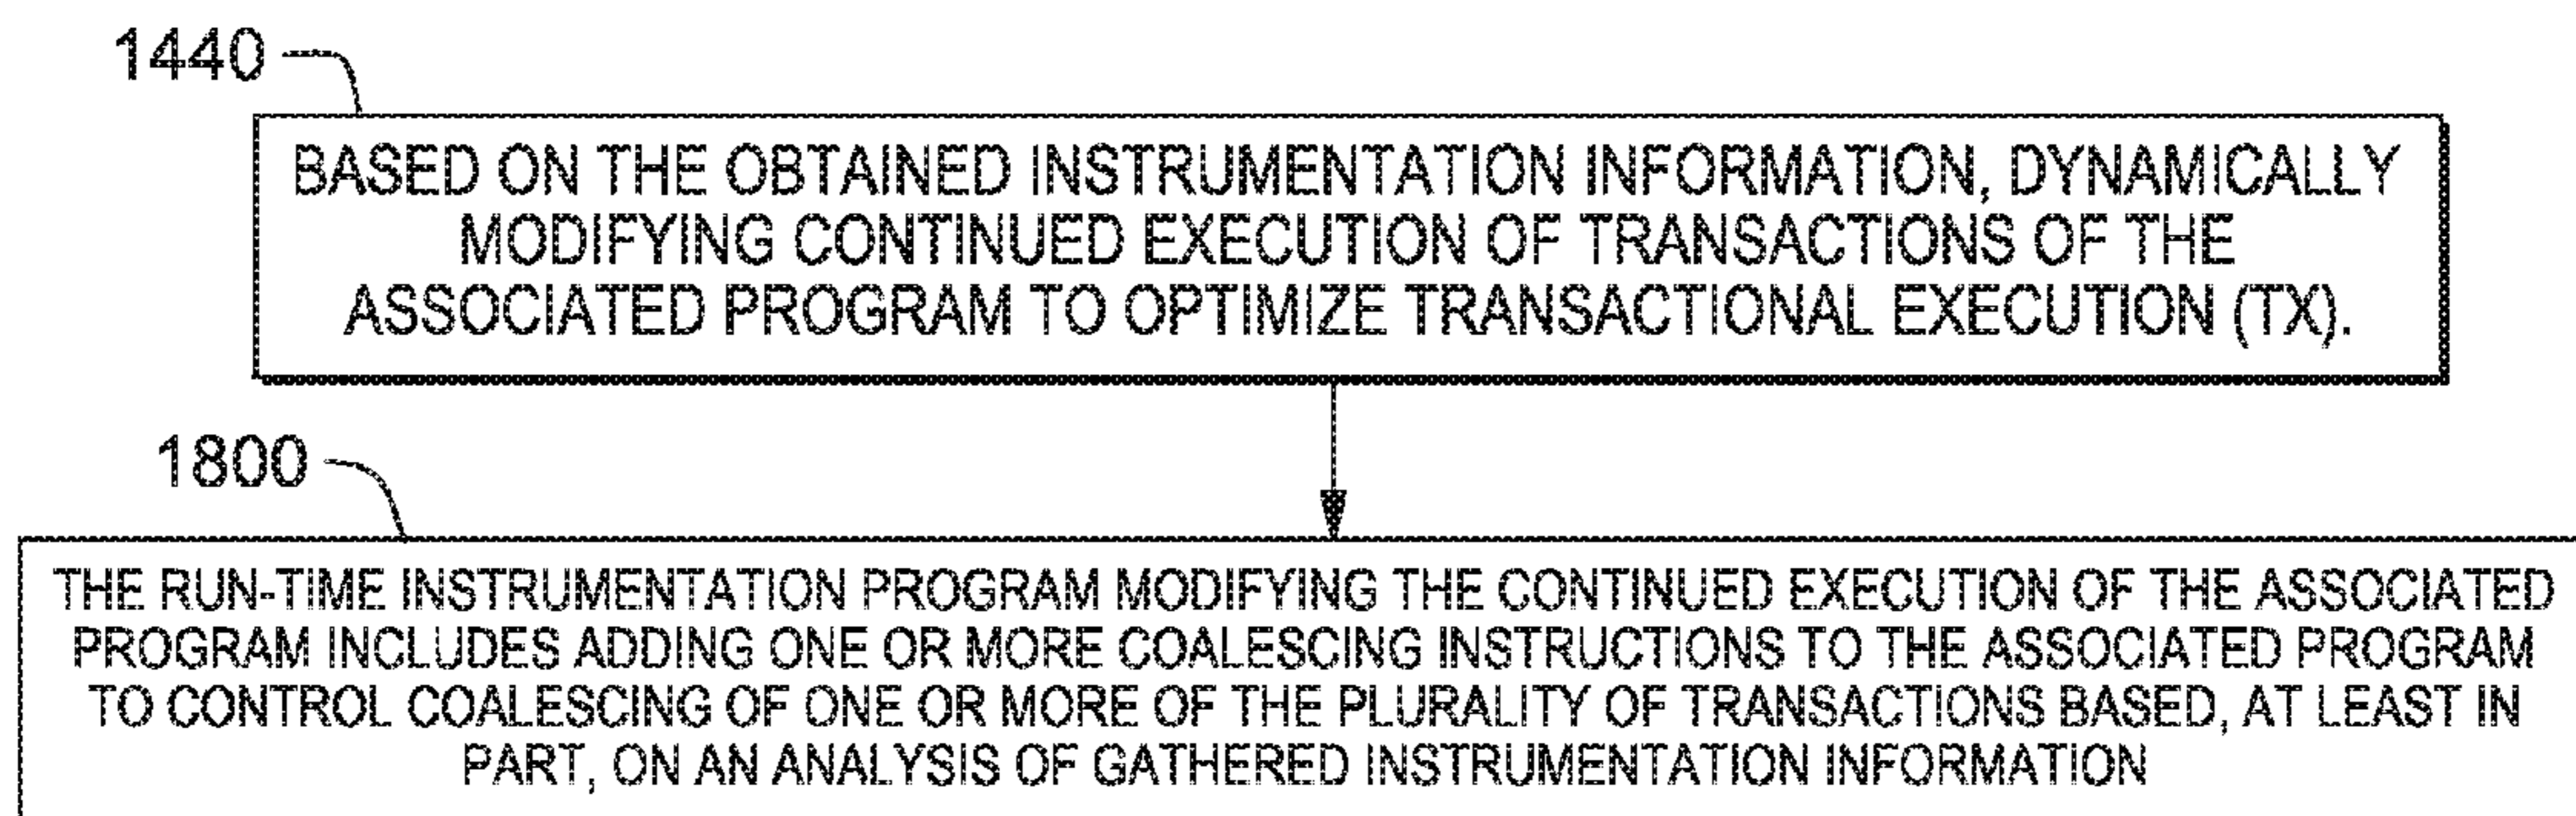 1440
BASED ON THE OBTAINED INSTRUMENTATION INFORMATION, DYNAMICALLY
MODIFYING CONTINUED EXECUTION OF TRANSACTIONS OF THE
ASSOCIATED PROGRAM TO OPTIMIZE TRANSACTIONAL EXECUTION (TX).
1800
THE RUN-TIME INSTRUMENTATION PROGRAM MODIFYING THE CONTINUED EXECUTION OF THE ASSOCIATED
PROGRAM INCLUDES ADDING ONE OR MORE COALESCING INSTRUCTIONS TO THE ASSOCIATED PROGRAM
TO CONTROL COALESCING OF ONE OR MORE OF THE PLURALITY OF TRANSACTIONS BASED, AT LEAST IN
PART, ON AN ANALYSIS OF GATHERED INSTRUMENTATION INFORMATION